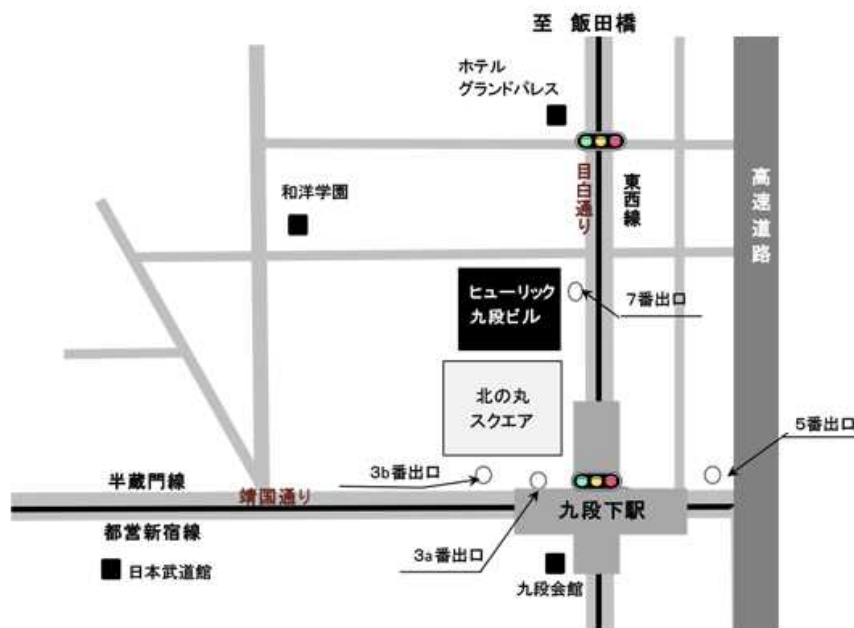 至 飯田橋
ホテル
グランドパレス
和洋学園
目白通り
東西線
高速道路
ヒューリック
九段ビル
7番出口
北の丸
スクエア
5番出口
3b番出口
半蔵門線
靖国通り
九段下駅
都営新宿線
3a番出口
日本武道館
九段会館